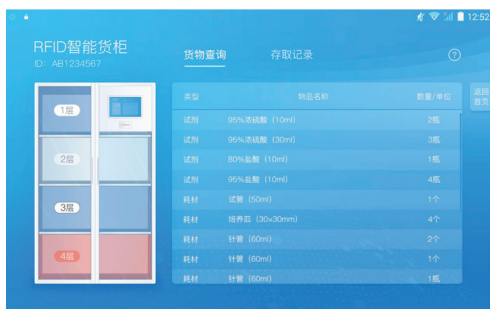 12:52
RFID智能货柜
ID: AB1234567
货物查询 存取记录 ?
类型 物品名称 数量/单位
返回
首页
1层
2层
3层
4层
试剂 95%浓硫酸 (10ml) 2瓶
试剂 95%浓硫酸 (30ml) 3瓶
试剂 80%盐酸 (10ml) 1瓶
试剂 95%盐酸 (10ml) 4瓶
耗材 试管 (50ml) 1个
耗材 培养皿 (30×30mm) 4个
耗材 针管 (60ml) 2个
耗材 针管 (60ml) 1个
耗材 针管 (60ml) 1瓶